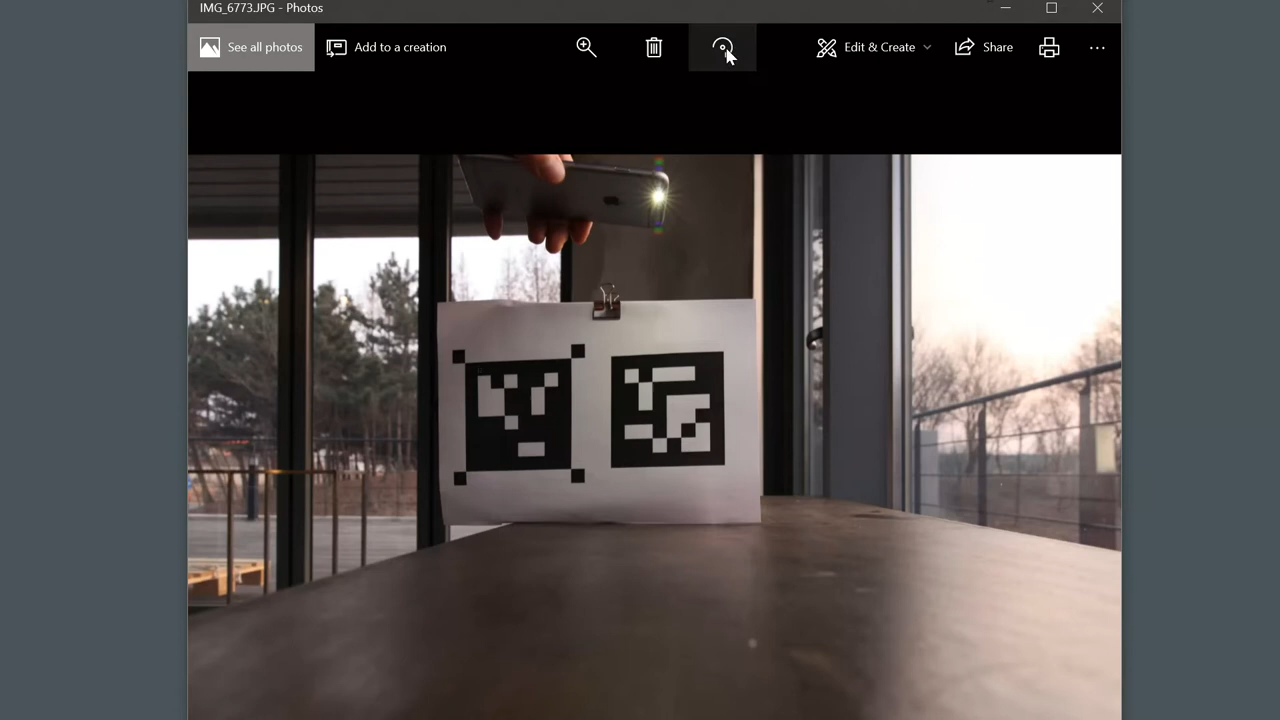 IMG_6773.JPG - Photos
See all photos
Add to a creation
Edit & Create
Share